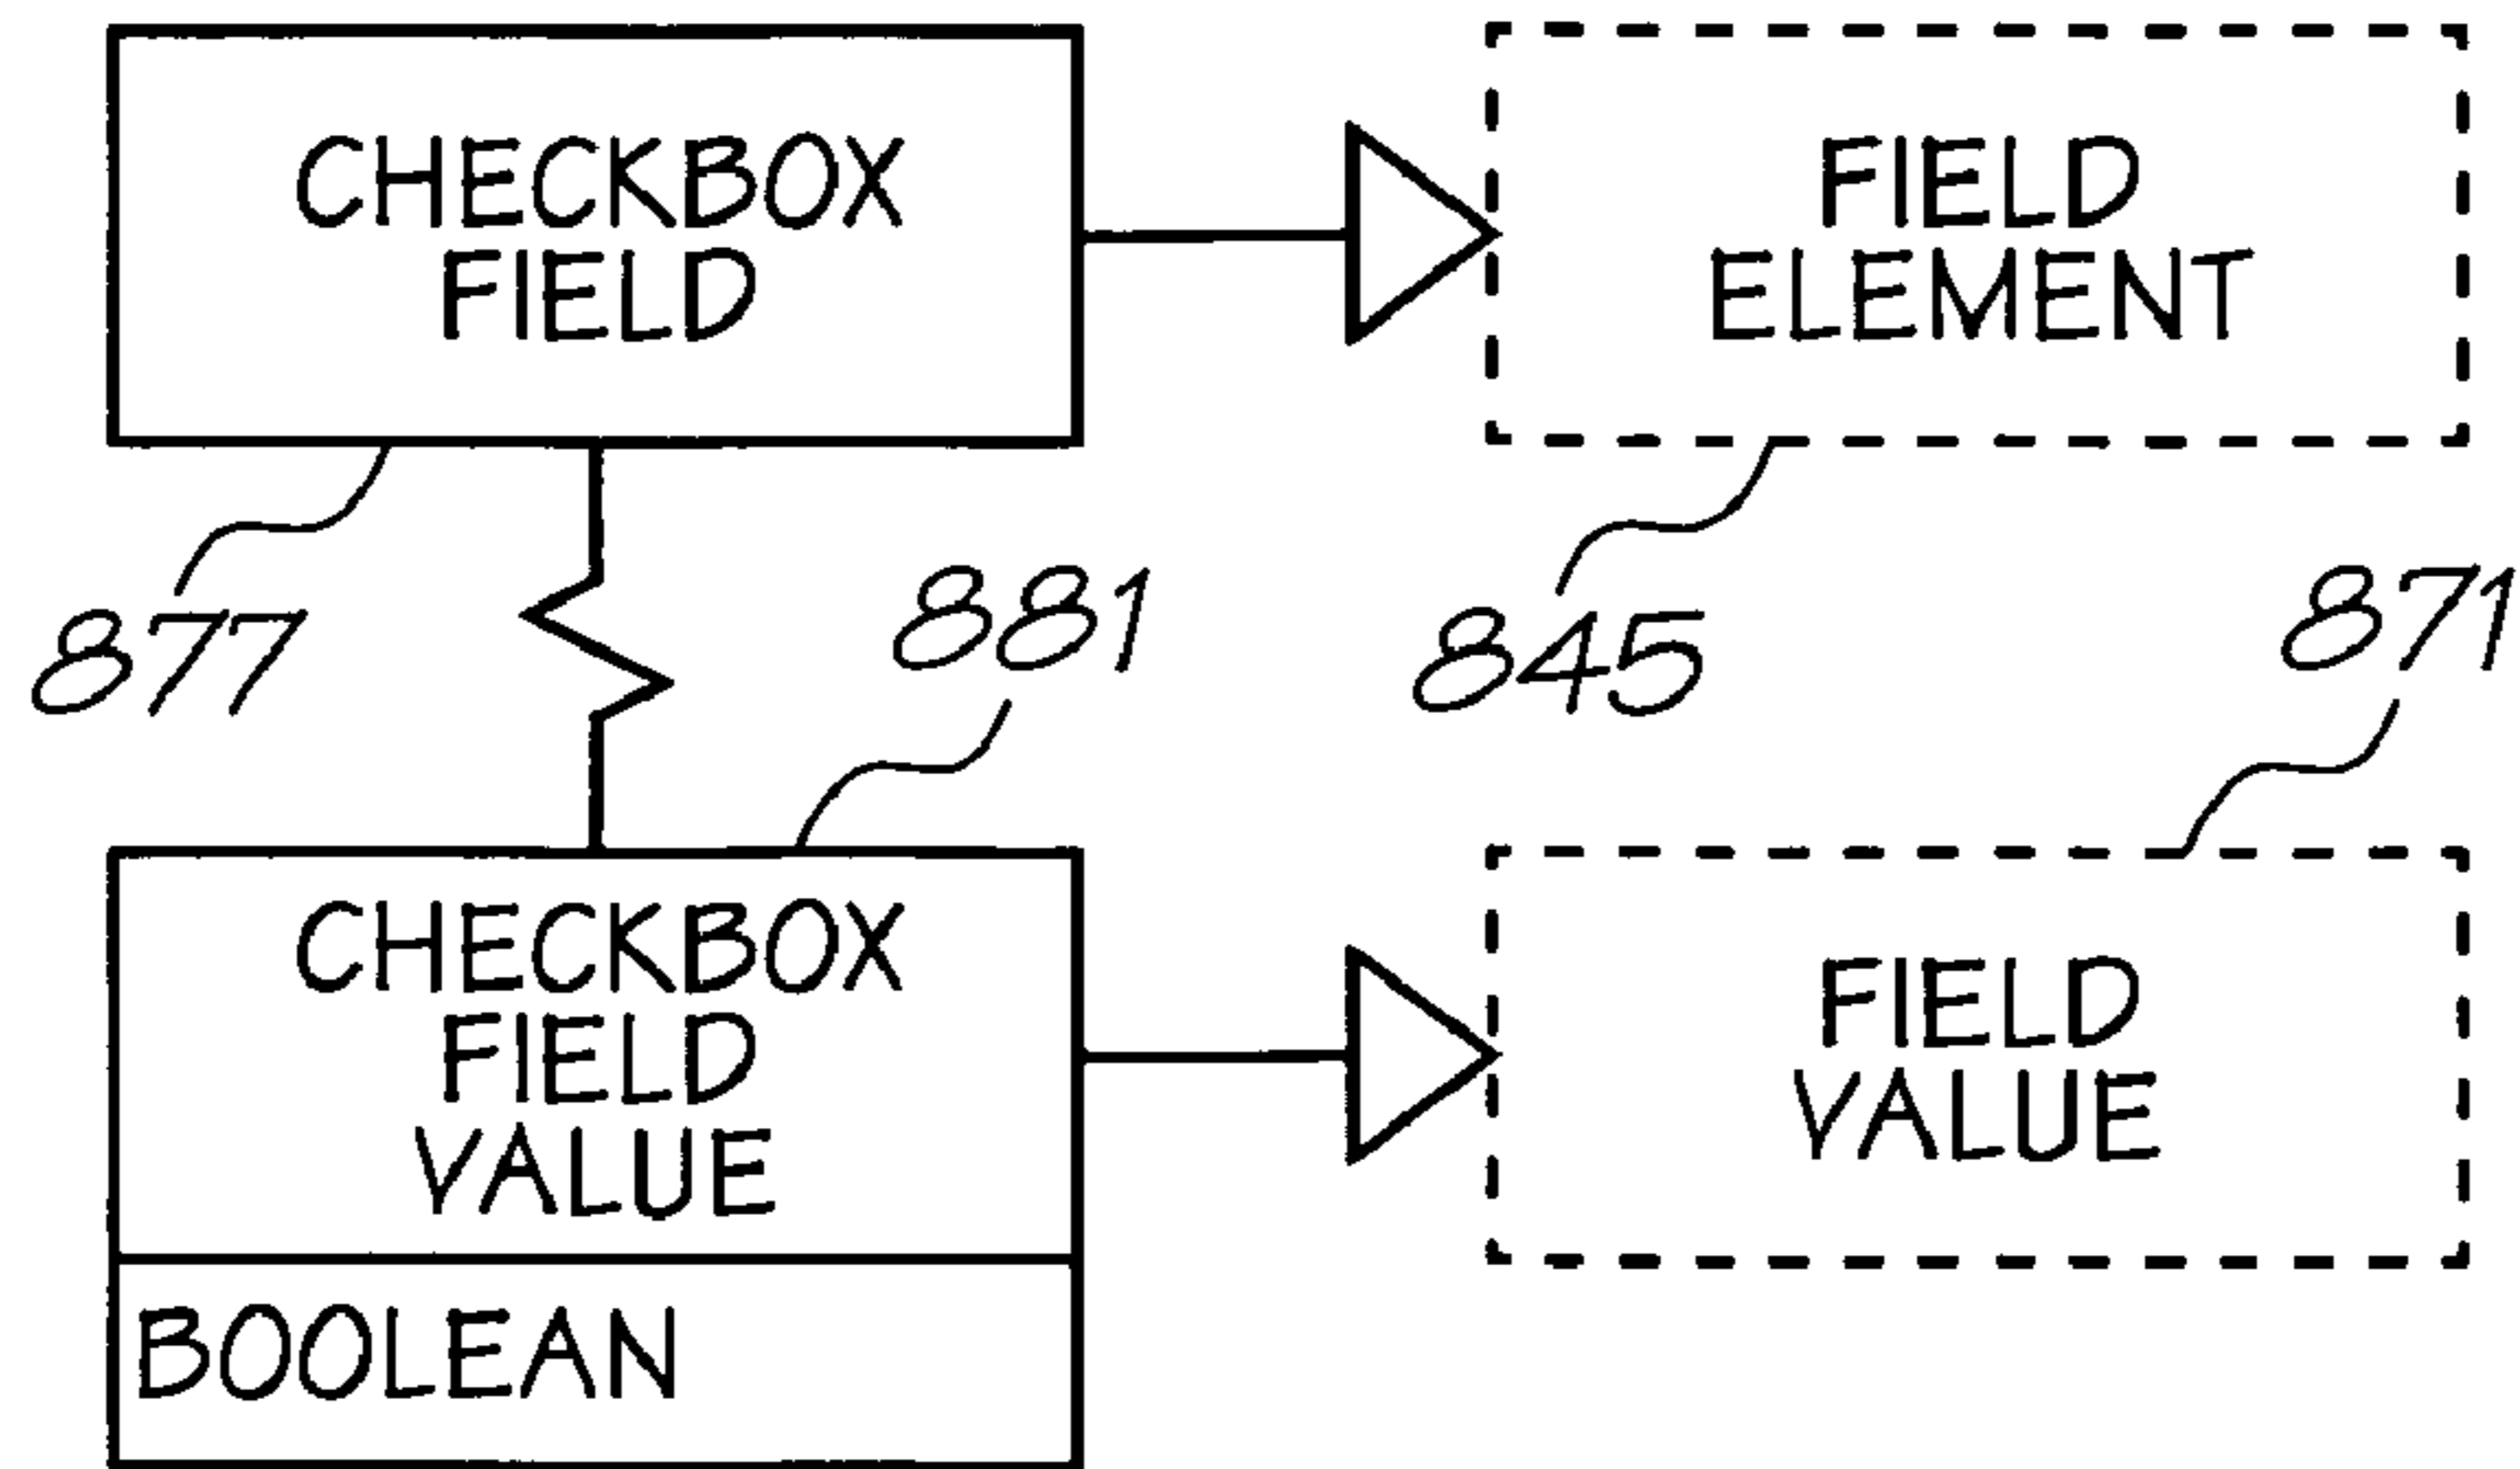 CHECKBOX
FIELD
FIELD
ELEMENT
877
881
845
871
CHECKBOX
FIELD
VALUE
FIELD
VALUE
BOOLEAN